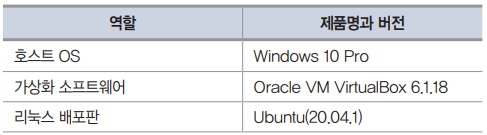 역할 제품명과 버전
호스트 OS Windows 10 Pro
가상화 소프트웨어 Oracle VM VirtualBox 6.1.18
리눅스 배포판 Ubuntu(20.04.1)